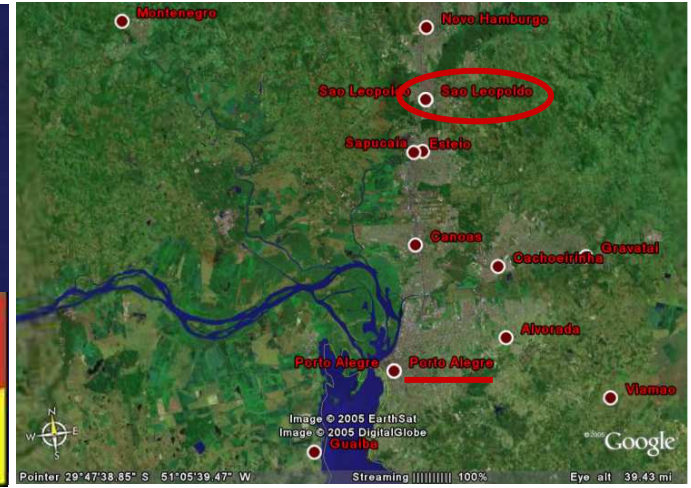 Montenegro
Novo Hamburgo
Sao Leopoldo Sao Leopoldo
Sapucaia Esteio
Canoas
Gravatai
Cachoeirinha
Alvorada
Porto Alegre Porto Alegre
Viamao
N
W E
S
Image © 2005 EarthSat
Image © 2005 DigitalGlobe
© 2005 Google
Guaiba
Pointer 29°47'38.85" S 51°05'39.47" W Streaming |||||||||| 100% Eye alt 39.43 mi